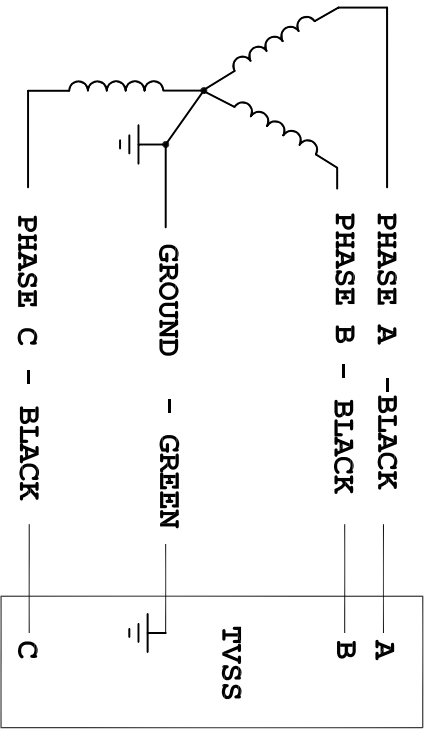 PHASE A -BLACK A
PHASE B - BLACK B
TVSS
GROUND - GREEN
PHASE C - BLACK C